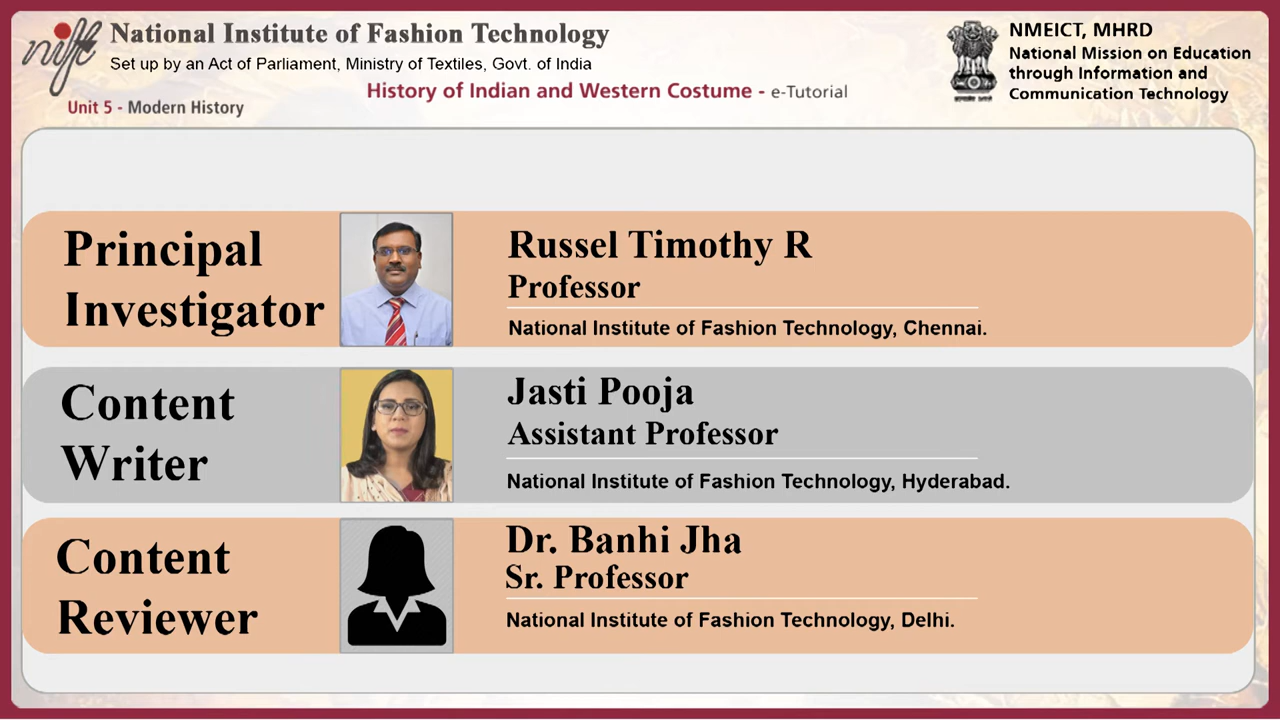 nift
National Institute of Fashion Technology
Set up by an Act of Parliament, Ministry of Textiles, Govt. of India
History of Indian and Western Costume - e-Tutorial
Unit 5 - Modern History
NMEICT, MHRD
National Mission on Education
through Information and
Communication Technology
Principal
Investigator
Russel Timothy R
Professor
National Institute of Fashion Technology, Chennai.
Content
Writer
Jasti Pooja
Assistant Professor
National Institute of Fashion Technology, Hyderabad.
Content
Reviewer
Dr. Banhi Jha
Sr. Professor
National Institute of Fashion Technology, Delhi.